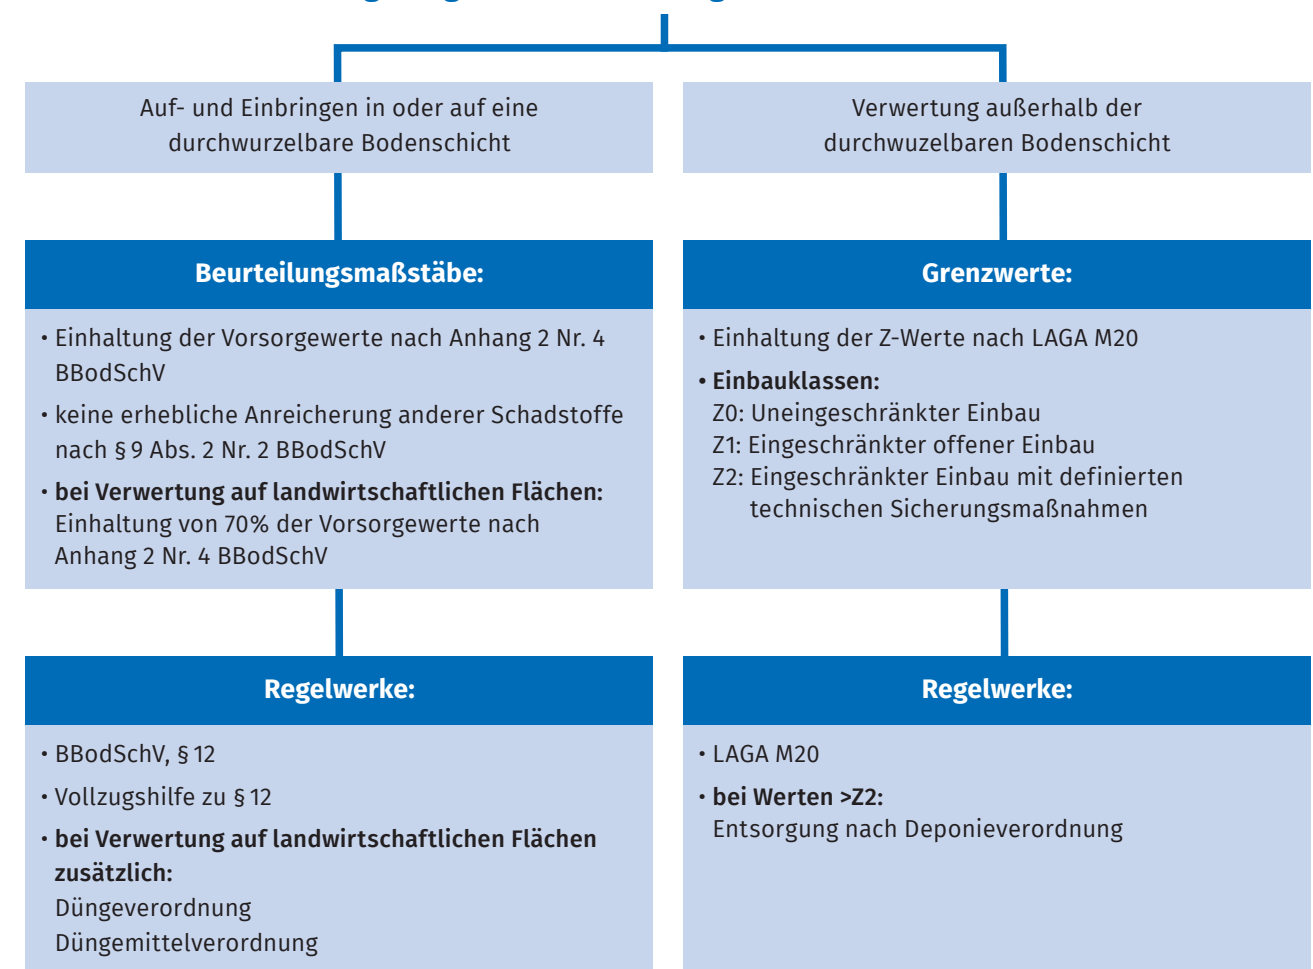 Auf- und Einbringen in oder auf eine
durchwurzelbare Bodenschicht
Beurteilungsmaßstäbe:
• Einhaltung der Vorsorgewerte nach Anhang 2 Nr. 4
BBodSchV
• keine erhebliche Anreicherung anderer Schadstoffe
nach § 9 Abs. 2 Nr. 2 BBodSchV
• bei Verwertung auf landwirtschaftlichen Flächen:
Einhaltung von 70% der Vorsorgewerte nach
Anhang 2 Nr. 4 BBodSchV
Regelwerke:
• BBodSchV, § 12
• Vollzugshilfe zu § 12
• bei Verwertung auf landwirtschaftlichen Flächen
zusätzlich:
Düngeverordnung
Düngemittelverordnung
Verwertung außerhalb der
durchwuzelbaren Bodenschicht
Grenzwerte:
• Einhaltung der Z-Werte nach LAGA M20
• Einbauklassen:
Z0: Uneingeschränkter Einbau
Z1: Eingeschränkter offener Einbau
Z2: Eingeschränkter Einbau mit definierten
technischen Sicherungsmaßnahmen
Regelwerke:
• LAGA M20
• bei Werten >Z2:
Entsorgung nach Deponieverordnung